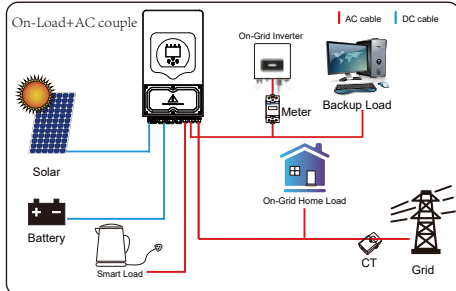 On-Load+AC couple
AC cable
DC cable
On-Grid Inverter
Meter
Backup Load
Solar
On-Grid Home Load
Battery
Smart Load
CT
Grid